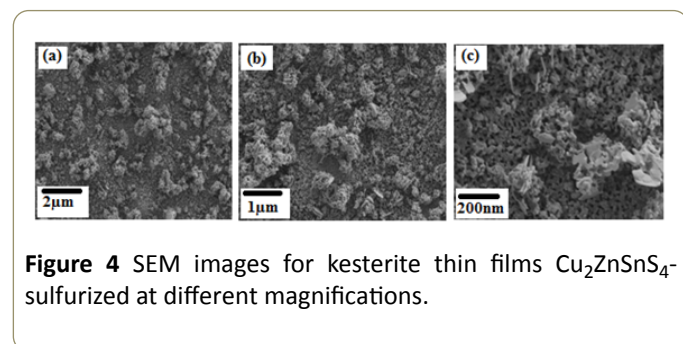 (a) (b) (c)
2µm 1µm 200nm
Figure 4 SEM images for kesterite thin films Cu₂ZnSnS₄-
sulfurized at different magnifications.